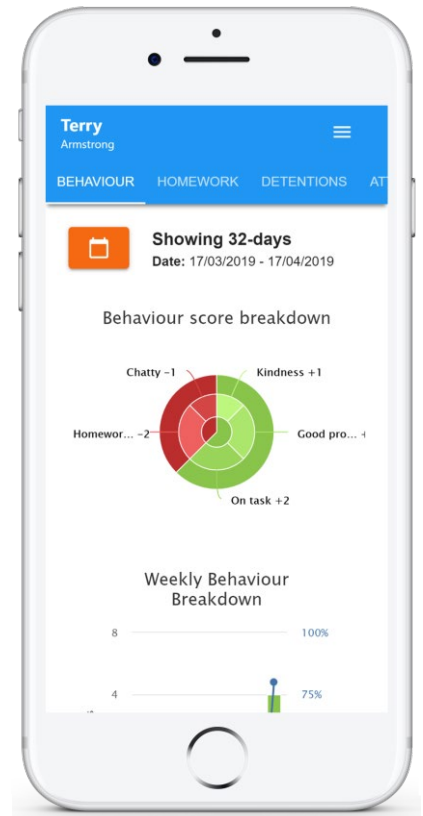 Terry
Armstrong
BEHAVIOUR HOMEWORK DETENTIONS AT
Showing 32-days
Date: 17/03/2019 - 17/04/2019
Behaviour score breakdown
Chatty -1 Kindness +1
Homewor... -2 Good pro... +
On task +2
Weekly Behaviour
Breakdown
8 100%
4 75%